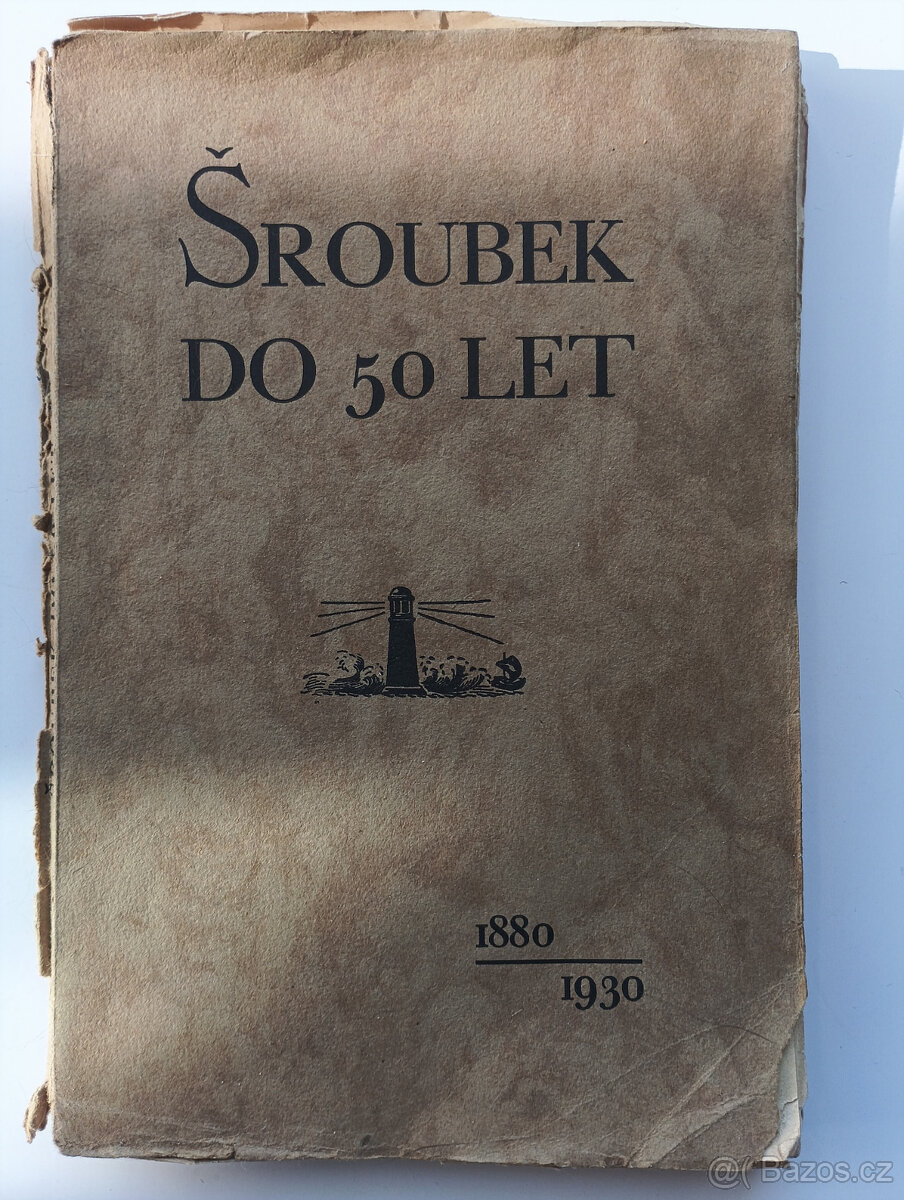 ŠROUBEK
DO 50 LET
1880
1930
@( Bazos.cz